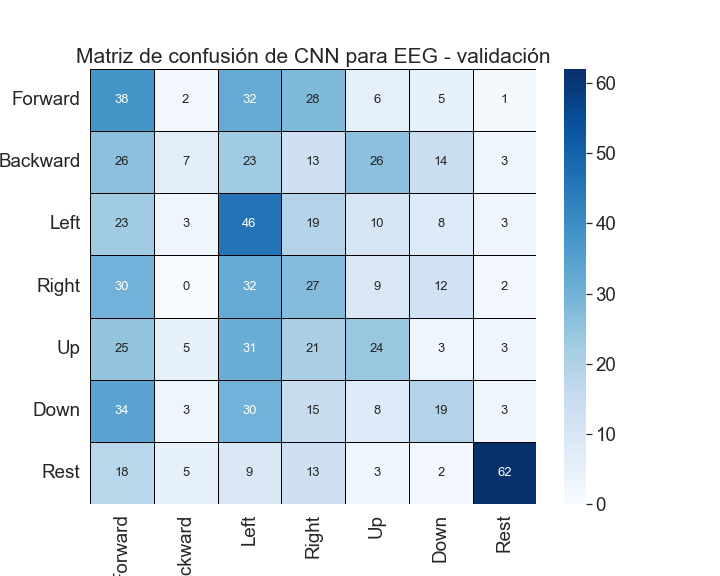 Matriz de confusión de CNN para EEG - validación
Forward 38 2 32 28 6 5 1
Backward 26 7 23 13 26 14 3
Left 23 3 46 19 10 8 3
Right 30 0 32 27 9 12 2
Up 25 5 31 21 24 3 3
Down 34 3 30 15 8 19 3
Rest 18 5 9 13 3 2 62
Forward ckward Left Right Up Down Rest
60
50
40
30
20
10
0